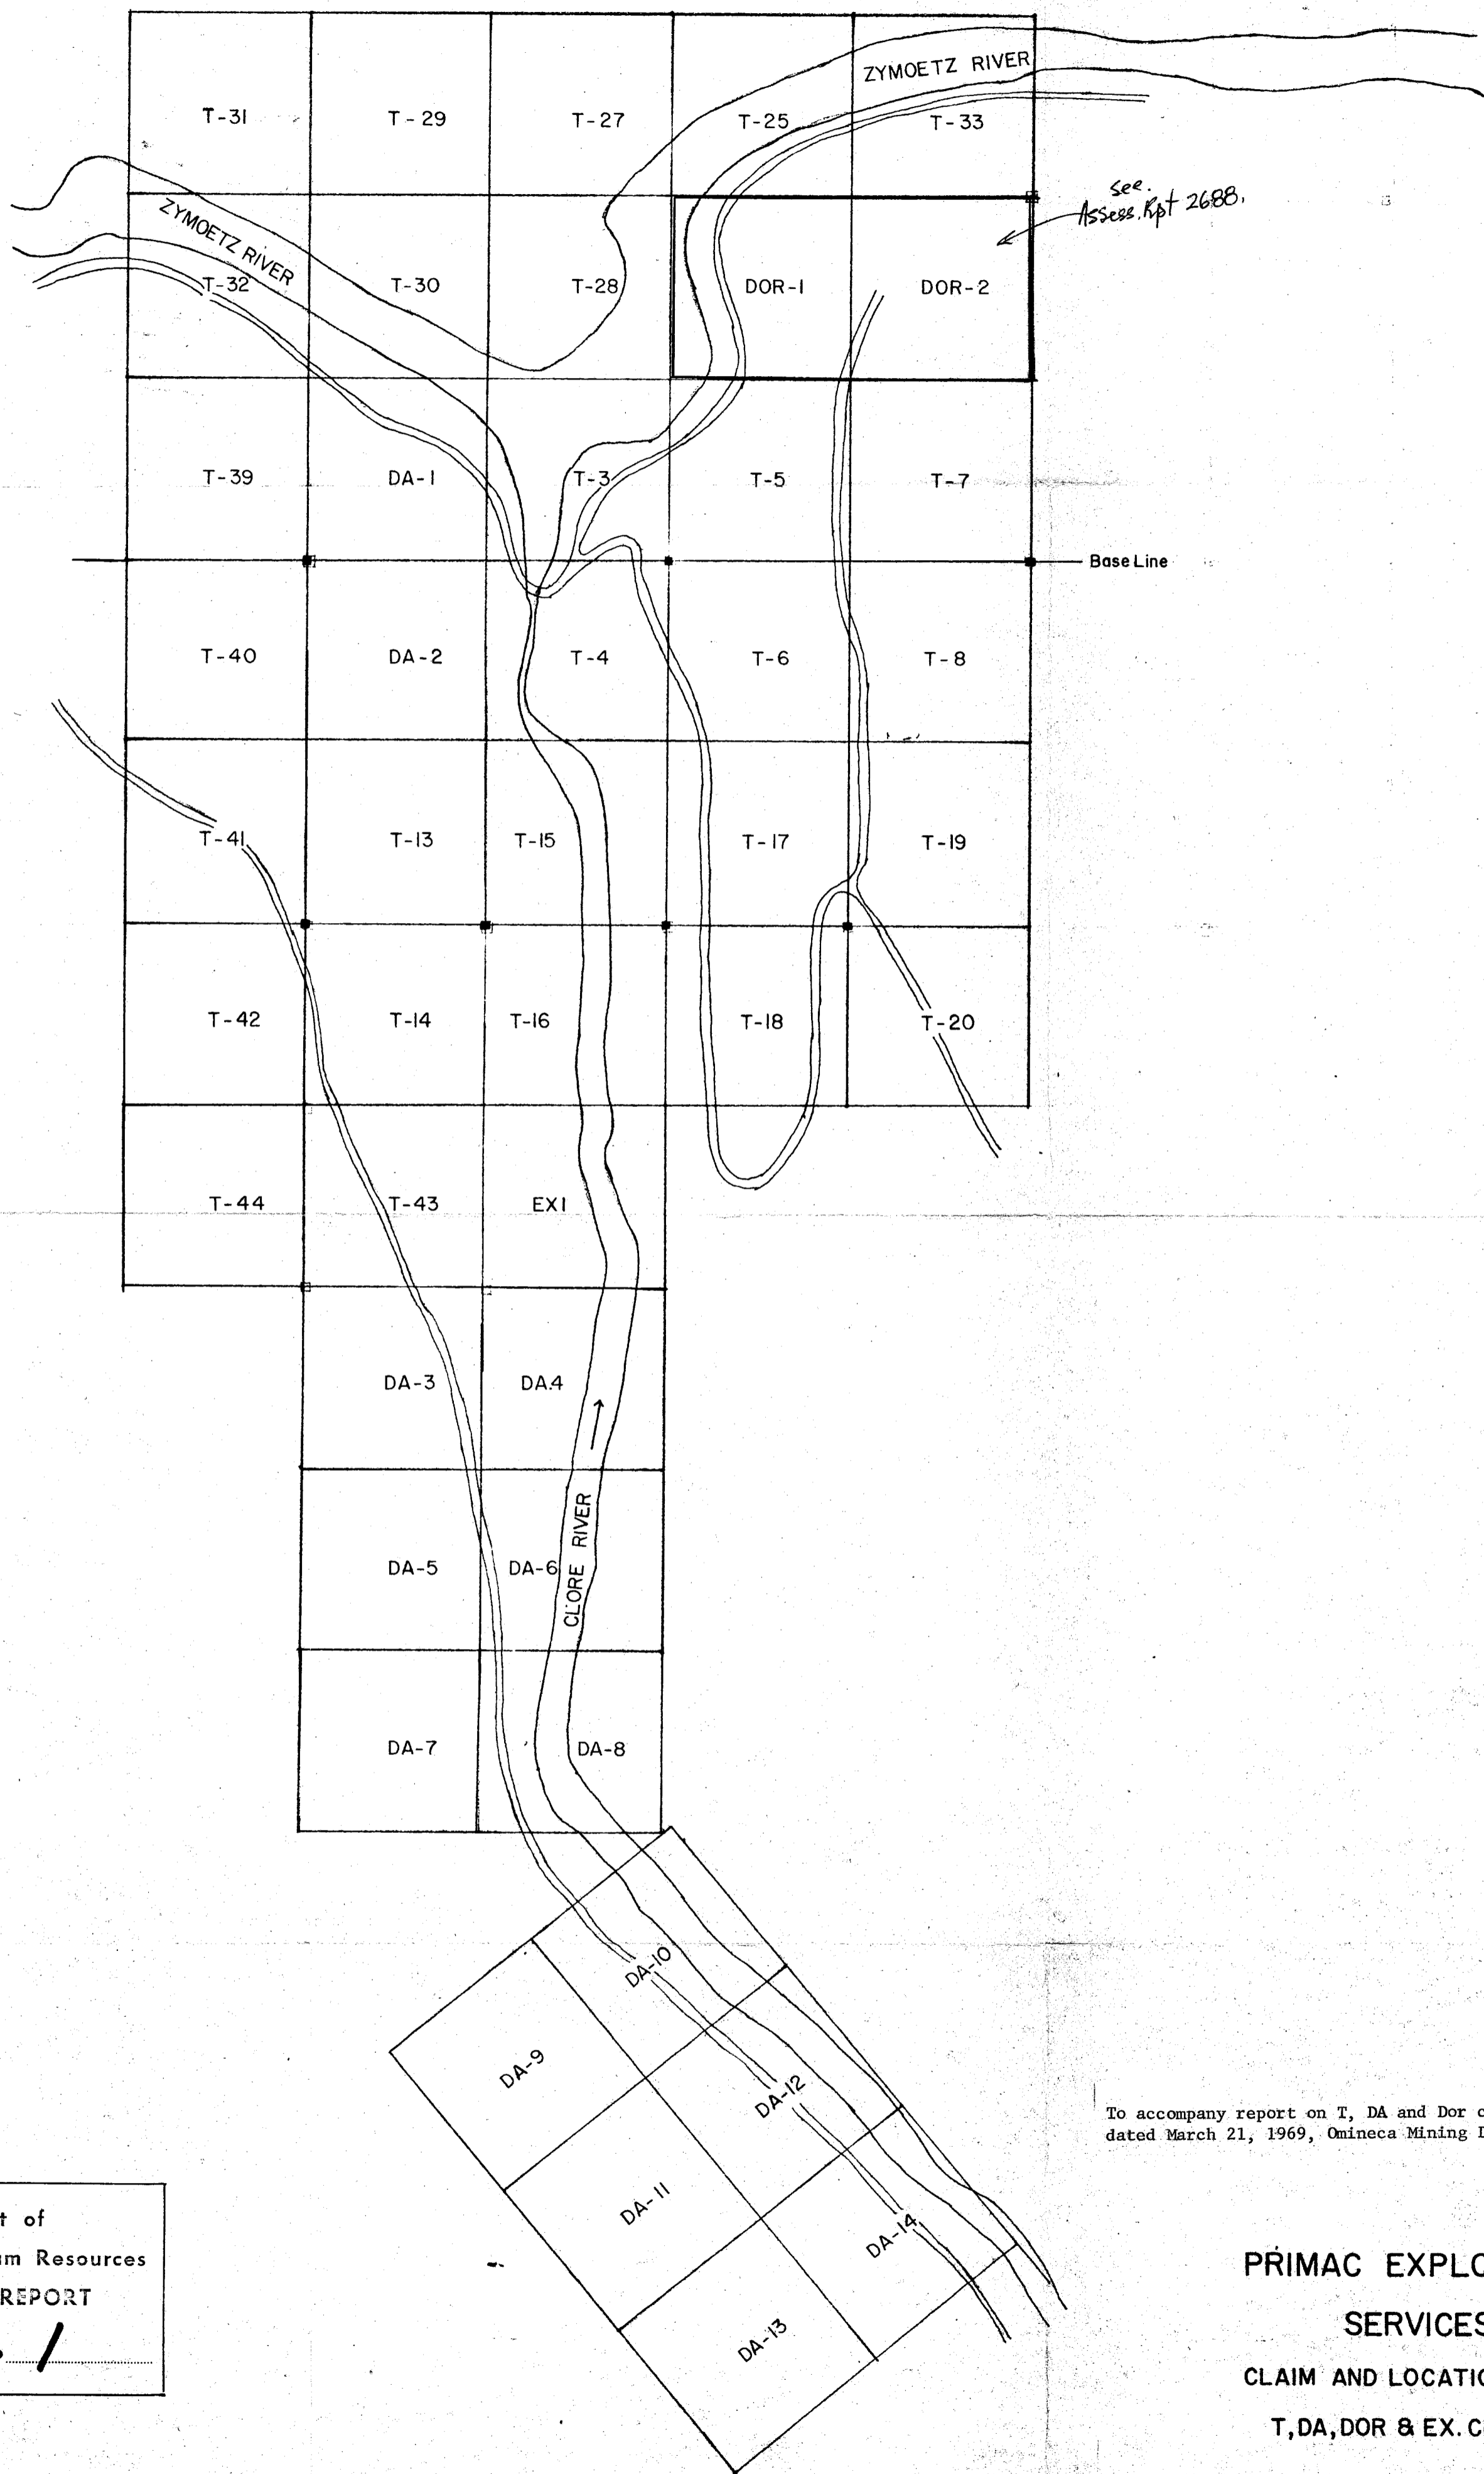 ZYMOETZ RIVER
T-31
T-29
T-27
T-25
T-33
see.
Assess. Rpt 2688.
ZYMOETZ RIVER
T-32
T-30
T-28
DOR-1
DOR-2
T-39
DA-1
T-3
T-5
T-7
Base Line
T-40
DA-2
T-4
T-6
T-8
T-41
T-13
T-15
T-17
T-19
T-42
T-14
T-16
T-18
T-20
T-44
T-43
EX1
DA-3
DA.4
CLORE RIVER
DA-5
DA-6
DA-7
DA-8
DA-10
DA-9
DA-12
DA-11
DA-14
DA-13
To accompany report on T, DA and Dor
dated March 21, 1969, Omineca Mining
of
Resources
REPORT
PRIMAC
SERVICES
CLAIM AND
T,DA,DOR & EX.